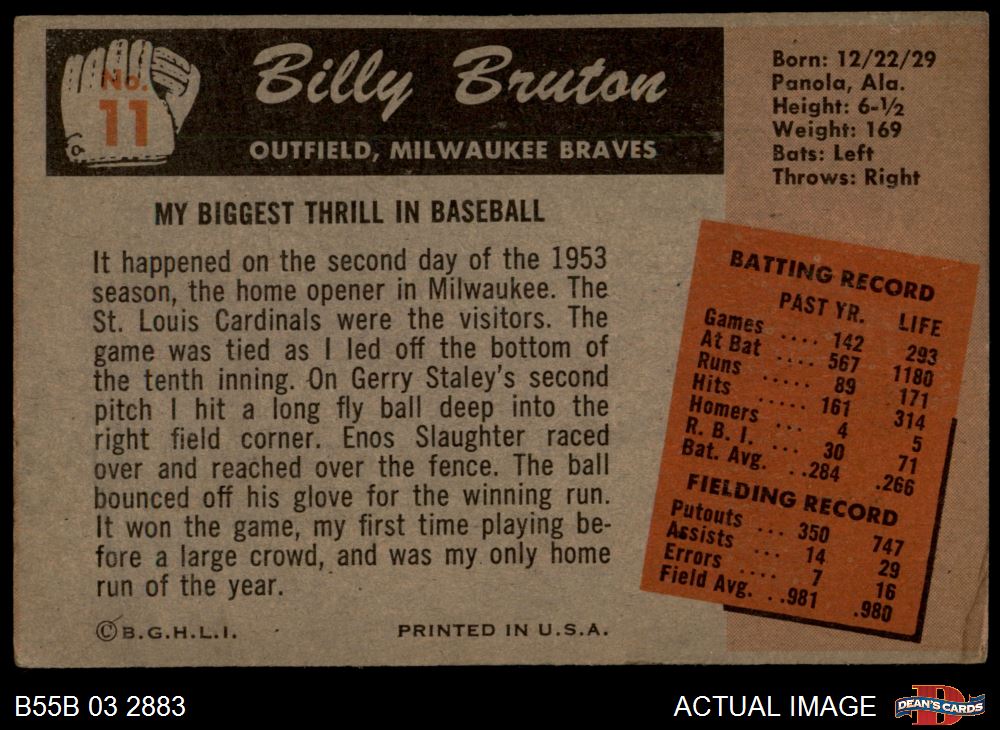 No.
11
Billy Bruton
OUTFIELD, MILWAUKEE BRAVES
Born: 12/22/29
Panola, Ala.
Height: 6-½
Weight: 169
Bats: Left
Throws: Right
MY BIGGEST THRILL IN BASEBALL
It happened on the second day of the 1953
season, the home opener in Milwaukee. The
St. Louis Cardinals were the visitors. The
game was tied as I led off the bottom of
the tenth inning. On Gerry Staley's second
pitch I hit a long fly ball deep into the
right field corner. Enos Slaughter raced
over and reached over the fence. The ball
bounced off his glove for the winning run.
It won the game, my first time playing be-
fore a large crowd, and was my only home
run of the year.
© B.G.H.L.I.
PRINTED IN U.S.A.
BATTING RECORD
PAST YR. LIFE
Games .... 142 293
At Bat .... 567 1180
Runs ..... 89 171
Hits ..... 161 314
Homers ... 4 5
R. B. I. ... 30 71
Bat. Avg. ...284 .266
FIELDING RECORD
Putouts ... 350 747
Assists ... 14 29
Errors .... 7 16
Field Avg. ...981 .980
B55B 03 2883
ACTUAL IMAGE
D
DEAN'S CARDS